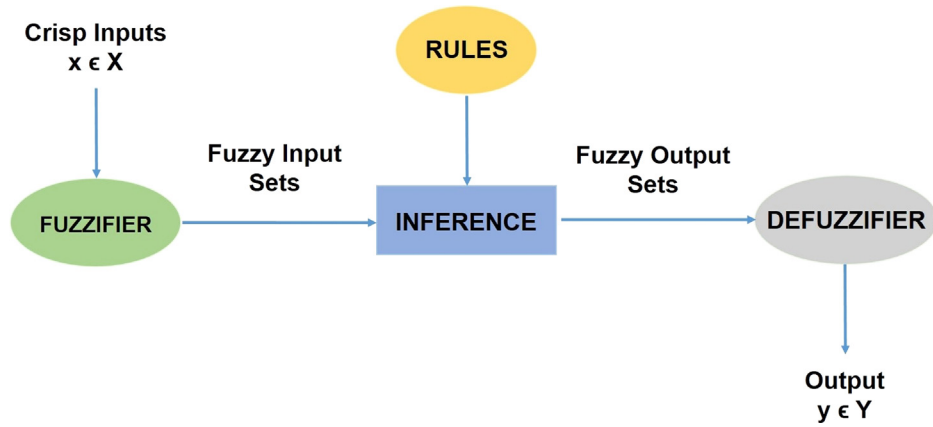 Crisp Inputs
x ϵ X
RULES
Fuzzy Input
Sets
Fuzzy Output
Sets
FUZZIFIER
INFERENCE
DEFUZZIFIER
Output
y ϵ Y